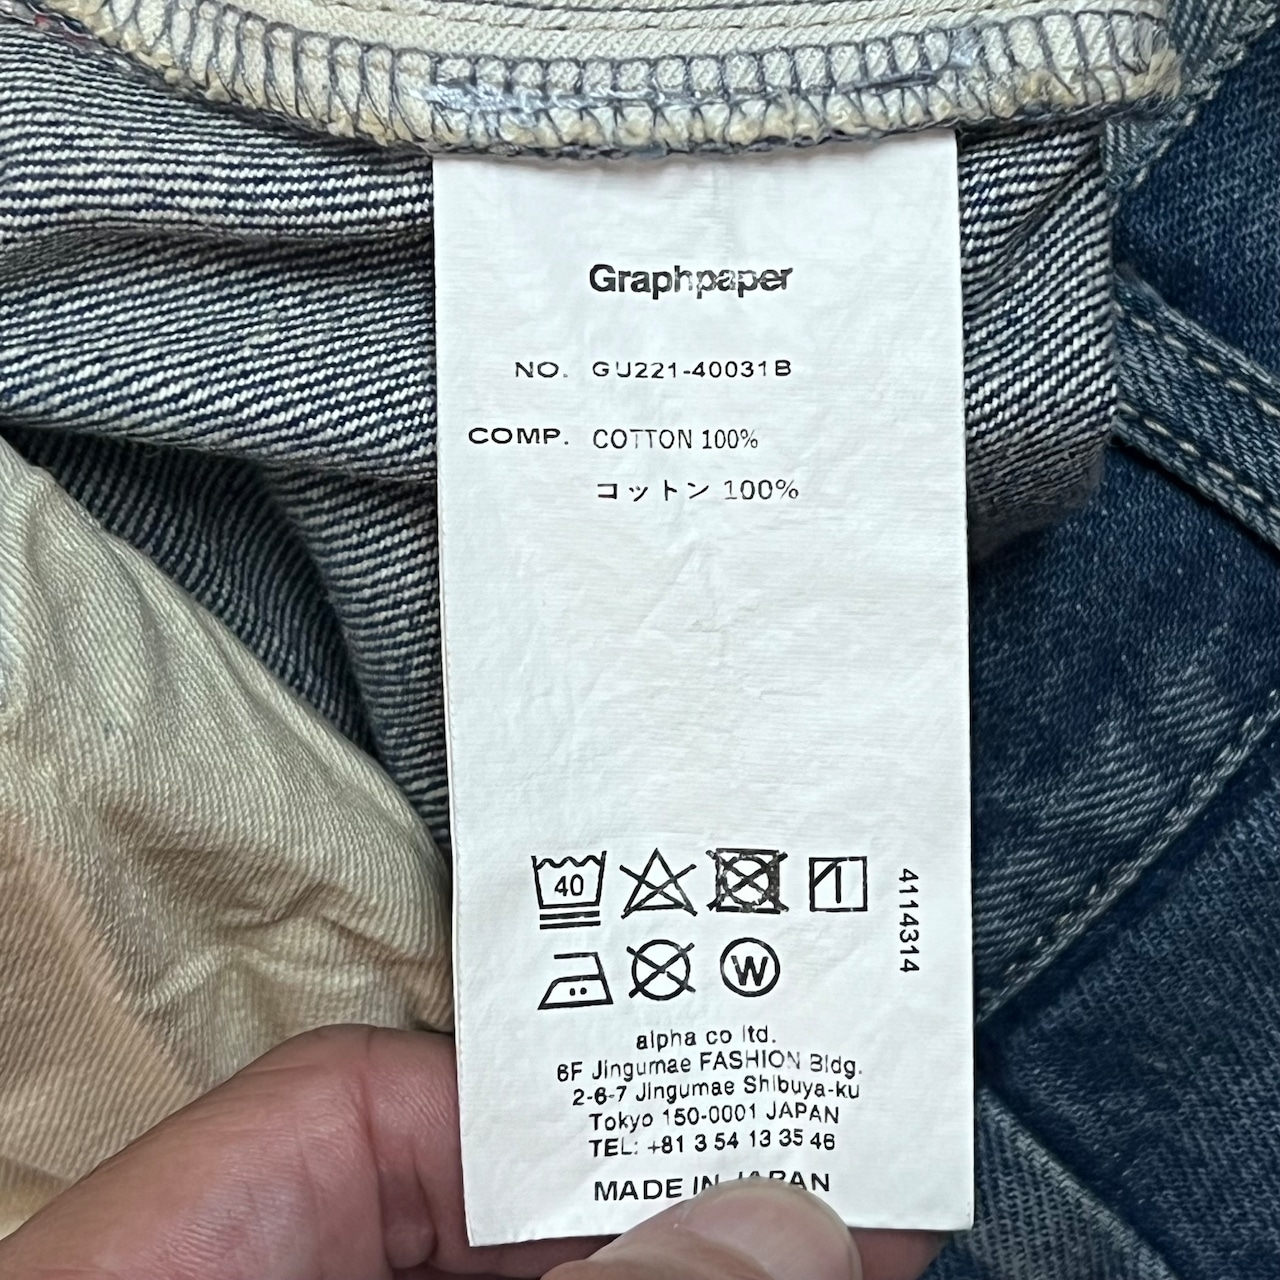 Graphpaper
NO. GU221-40031B
COMP. COTTON 100%
コットン 100%
40
4114314
W
alpha co ltd.
6F Jingumae FASHION Bldg.
2-6-7 Jingumae Shibuya-ku
Tokyo 150-0001 JAPAN
TEL: +81 3 54 13 35 46
MADE IN JAPAN